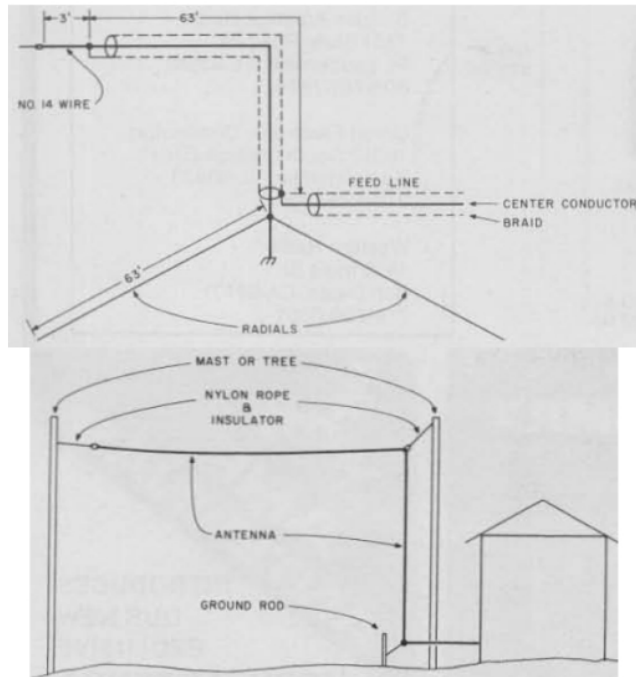 3'
63'
NO. 14 WIRE
FEED LINE
CENTER CONDUCTOR
BRAID
63'
RADIALS
MAST OR TREE
NYLON ROPE
&
INSULATOR
ANTENNA
GROUND ROD